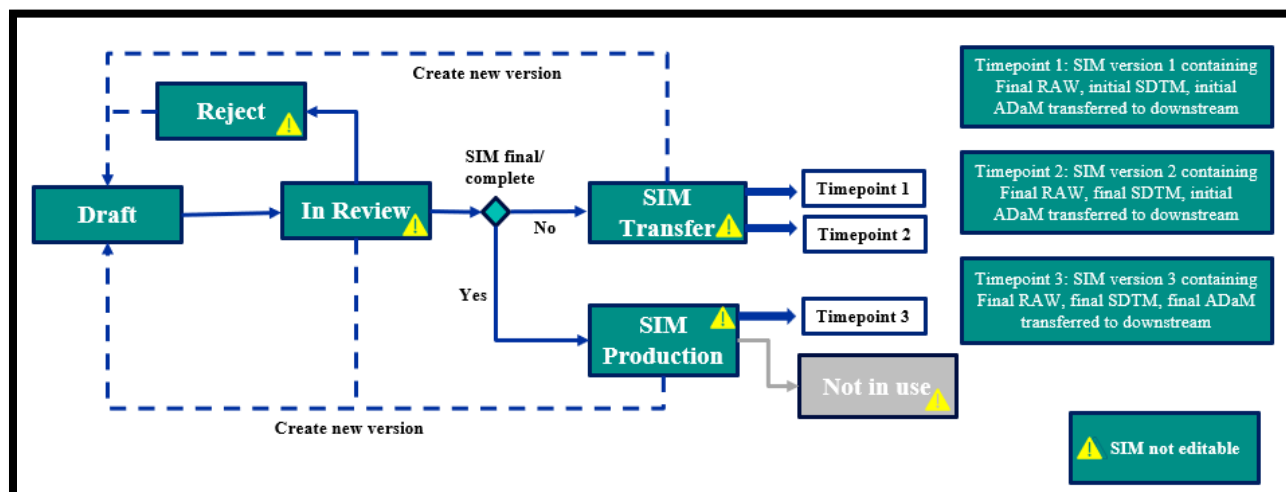 Create new version
Reject
SIM final/
complete
Draft
In Review
No
Yes
SIM
Transfer
Timepoint 1
Timepoint 2
SIM
Production
Timepoint 3
Not in use
Create new version
Timepoint 1: SIM version 1 containing
Final RAW, initial SDTM, initial
ADaM transferred to downstream
Timepoint 2: SIM version 2 containing
Final RAW, final SDTM, initial
ADaM transferred to downstream
Timepoint 3: SIM version 3 containing
Final RAW, final SDTM, final ADaM
transferred to downstream
SIM not editable